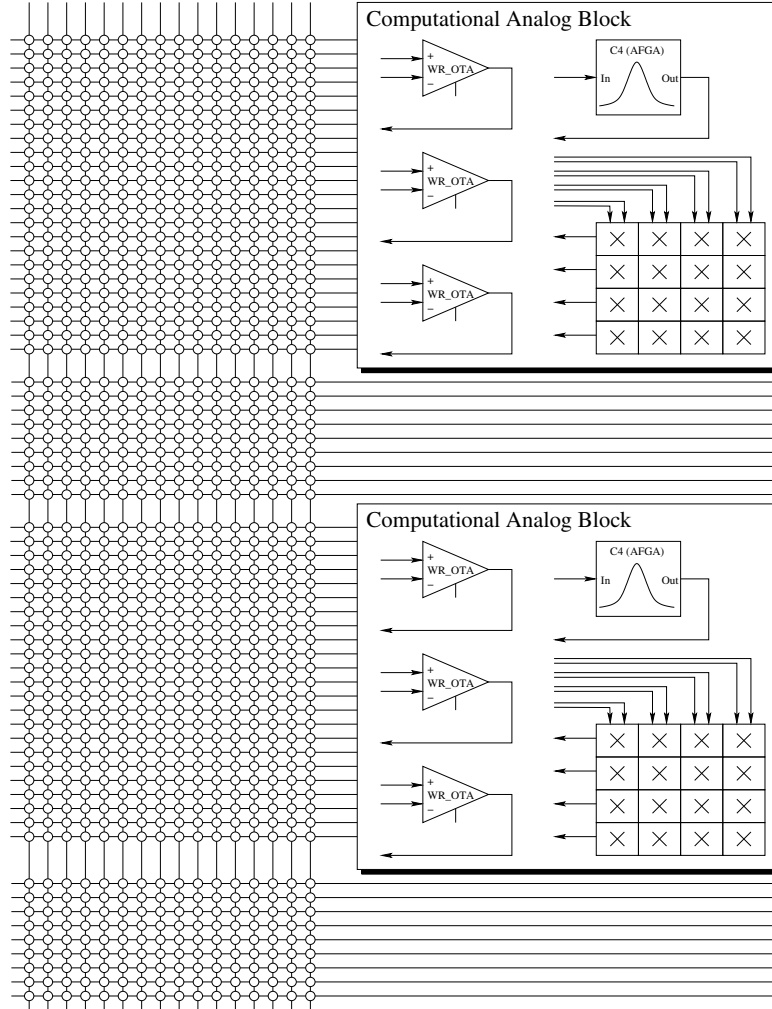 Computational Analog Block
C4 (AFGA)
In Out
+
WR_OTA
−
+
WR_OTA
−
+
WR_OTA
−
Computational Analog Block
C4 (AFGA)
In Out
+
WR_OTA
−
+
WR_OTA
−
+
WR_OTA
−